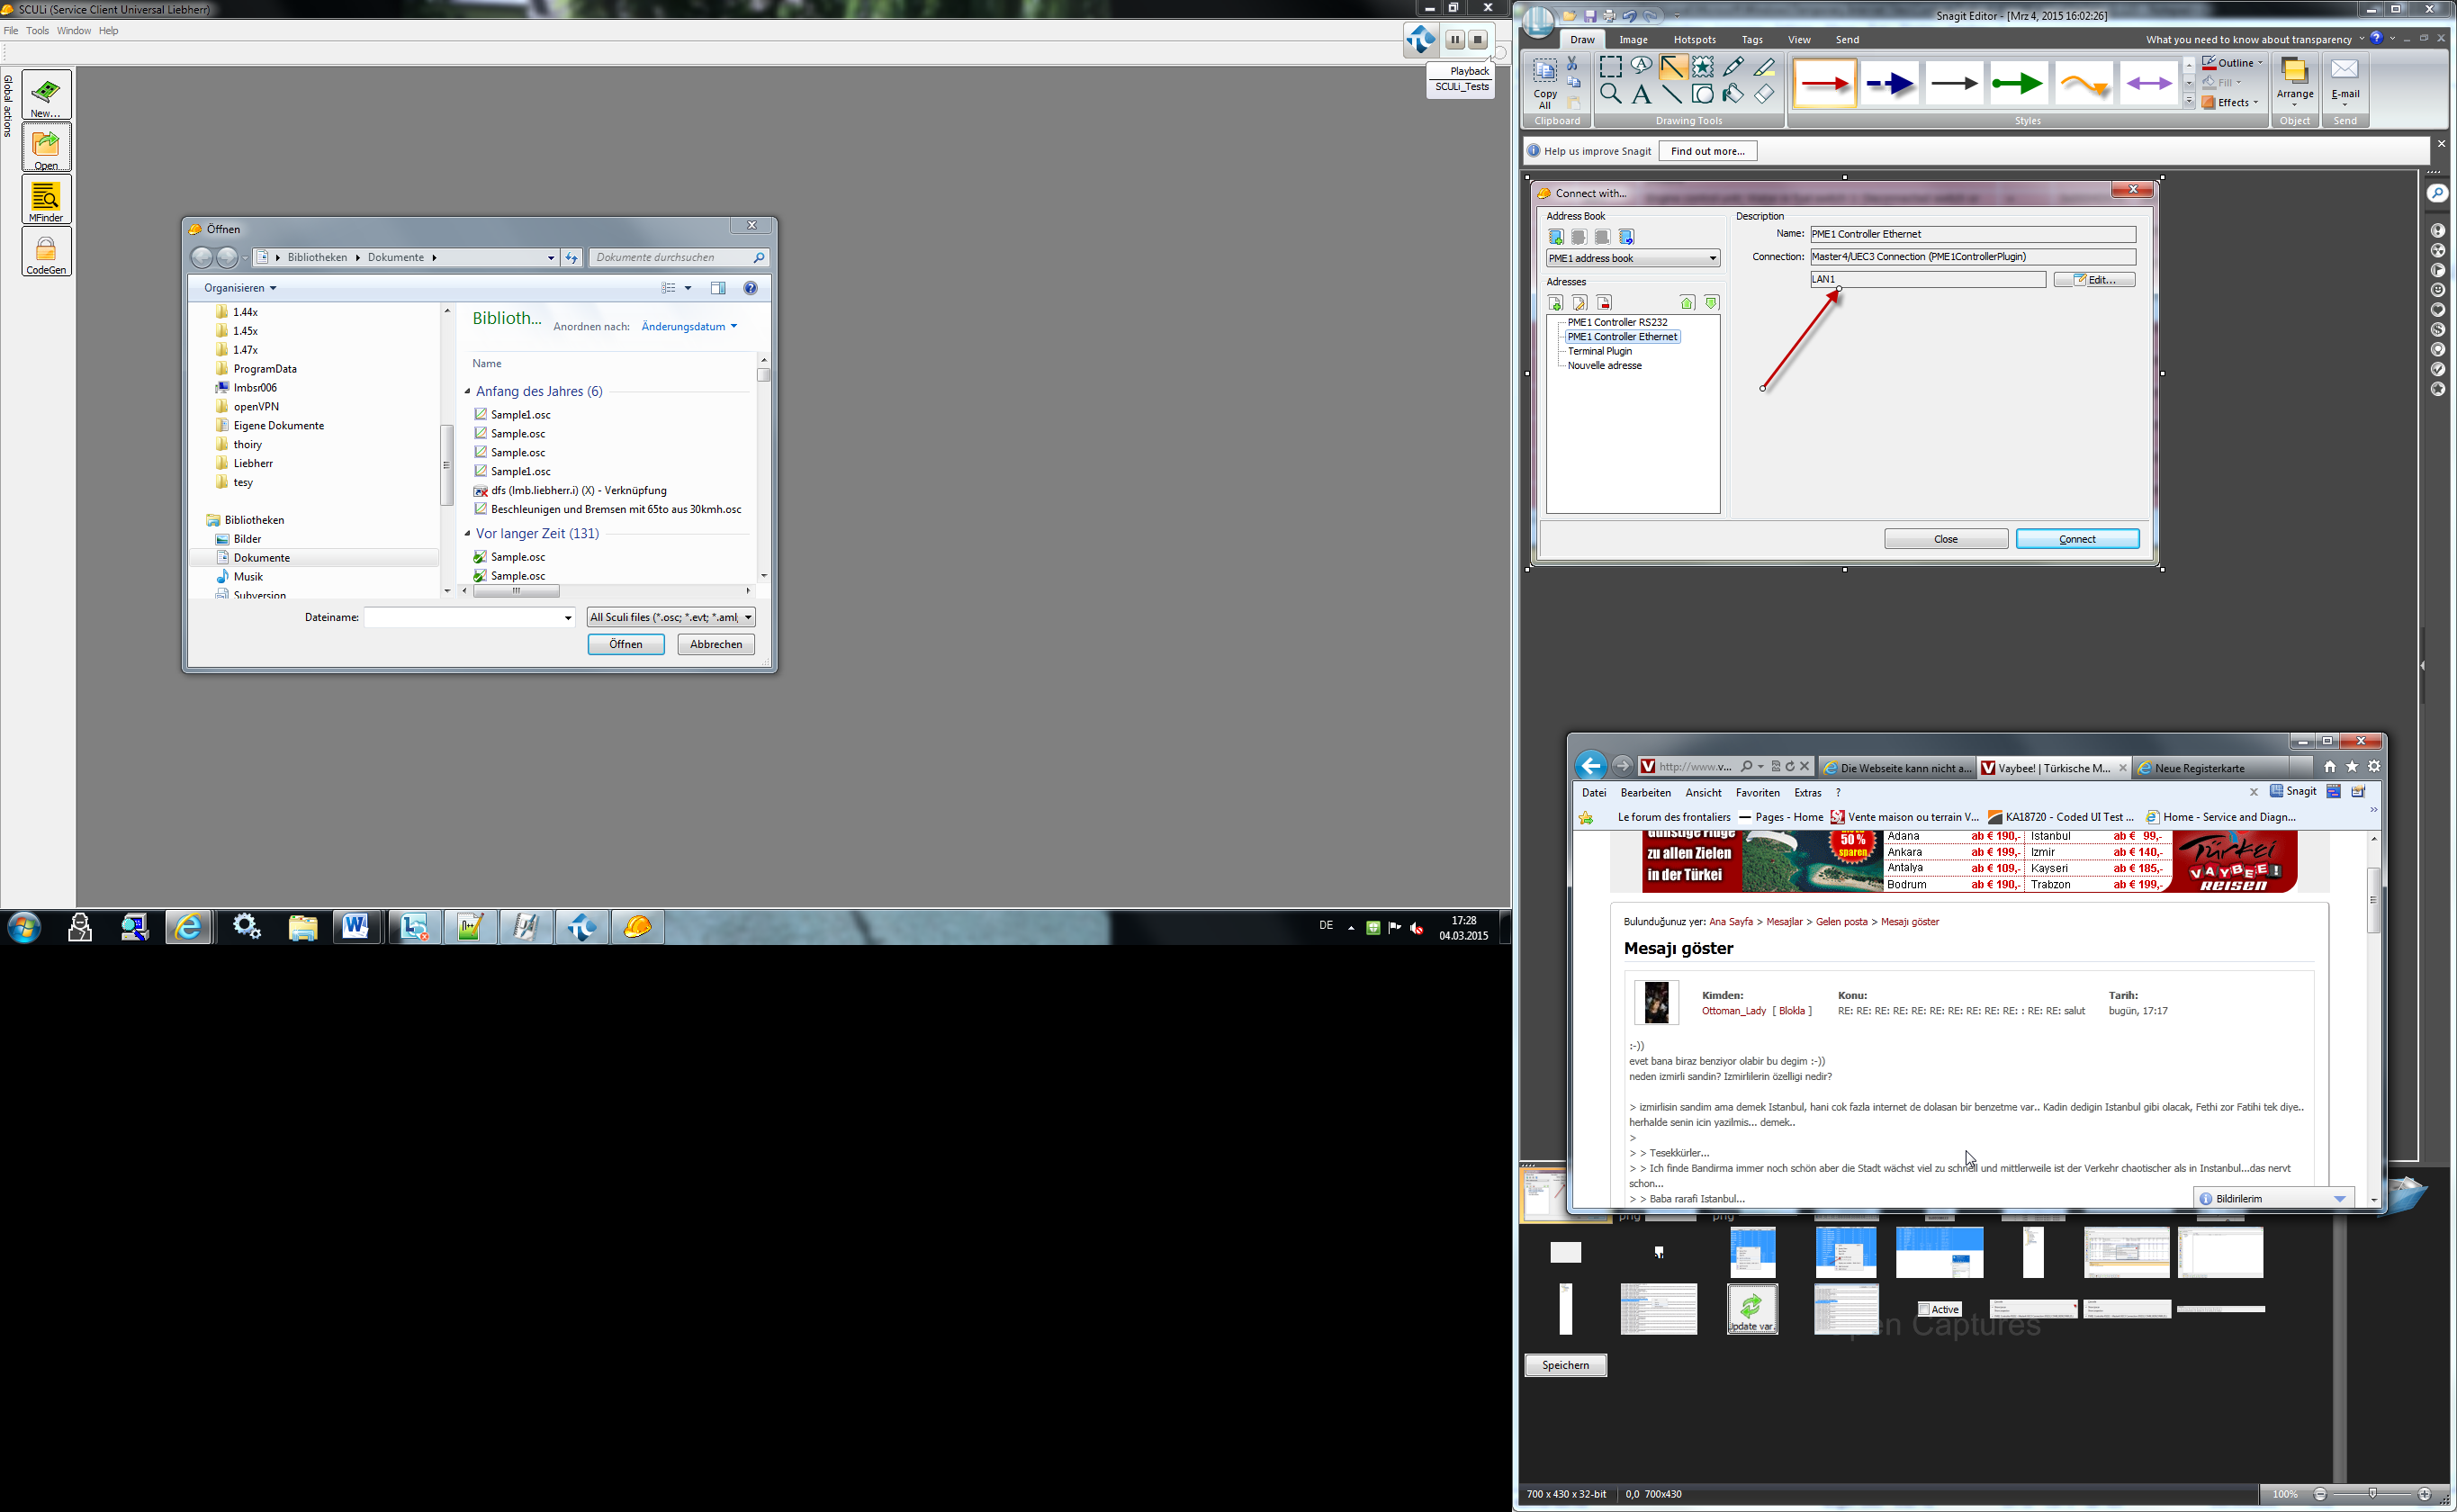 SCULi (Service Client Universal Liebherr)
File Tools Window Help
Playback
SCULi_Tests
Global actions
New...
Open
MFinder
CodeGen
Öffnen
Bibliotheken Dokumente
Dokumente durchsuchen
Organisieren
1.44x
1.45x
1.47x
ProgramData
lmbsr006
openVPN
Eigene Dokumente
thoiry
Liebherr
tesy
Bibliotheken
Bilder
Dokumente
Musik
Subversion
Biblioth...
Anordnen nach: Änderungsdatum
Name
Anfang des Jahres (6)
Sample1.osc
Sample.osc
Sample.osc
Sample1.osc
dfs (lmb.liebherr.i) (X) - Verknüpfung
Beschleunigen und Bremsen mit 65to aus 30kmh.osc
Vor langer Zeit (131)
Sample.osc
Sample.osc
Dateiname:
All Sculi files (*.osc; *.evt; *.aml,
Öffnen Abbrechen
DE
17:28
04.03.2015
Snagit Editor - [Mrz 4, 2015 16:02:26]
Draw Image Hotspots Tags View Send
What you need to know about transparency
Copy All
Clipboard
Drawing Tools
Styles
Outline
Fill
Effects
Arrange
Object
E-mail
Send
Help us improve Snagit Find out more...
Connect with...
Address Book
PME1 address book
Adresses
PME1 Controller RS232
PME1 Controller Ethernet
Terminal Plugin
Nouvelle adresse
Description
Name: PME1 Controller Ethernet
Connection: Master4/UEC3 Connection (PME1ControllerPlugin)
LAN1 Edit...
Close Connect
http://www.v...
Die Webseite kann nicht a...
Vaybee! | Türkische M...
Neue Registerkarte
Datei Bearbeiten Ansicht Favoriten Extras ?
Snagit
Le forum des frontaliers Pages - Home Vente maison ou terrain V... KA18720 - Coded UI Test ... Home - Service and Diagn...
Günstige Flüge
zu allen Zielen
in der Türkei
50 %
sparen
Adana ab € 190,- Istanbul ab € 99,-
Ankara ab € 199,- Izmir ab € 140,-
Antalya ab € 109,- Kayseri ab € 185,-
Bodrum ab € 190,- Trabzon ab € 199,-
Türkei
VAYBEE!
REISEN
Bulunduğunuz yer: Ana Sayfa > Mesajlar > Gelen posta > Mesajı göster
Mesajı göster
Kimden: Konu: Tarih:
Ottoman_Lady [ Blokla ] RE: RE: RE: RE: RE: RE: RE: RE: RE: RE: : RE: RE: salut bugün, 17:17
:-))
evet bana biraz benziyor olabir bu degim :-))
neden izmirli sandin? Izmirlilerin özelligi nedir?
> izmirlisin sandim ama demek Istanbul, hani cok fazla internet de dolasan bir benzetme var.. Kadin dedigin Istanbul gibi olacak, Fethi zor Fatihi tek diye..
herhalde senin icin yazilmis... demek..
>
> > Tesekkürler...
> > Ich finde Bandirma immer noch schön aber die Stadt wächst viel zu schnell und mittlerweile ist der Verkehr chaotischer als in Instanbul...das nervt
schon...
> > Baba rarafi Istanbul...
Bildirilerim
png png
Update var.
Active
en Captures
Speichern
700 x 430 x 32-bit 0,0 700x430
100%